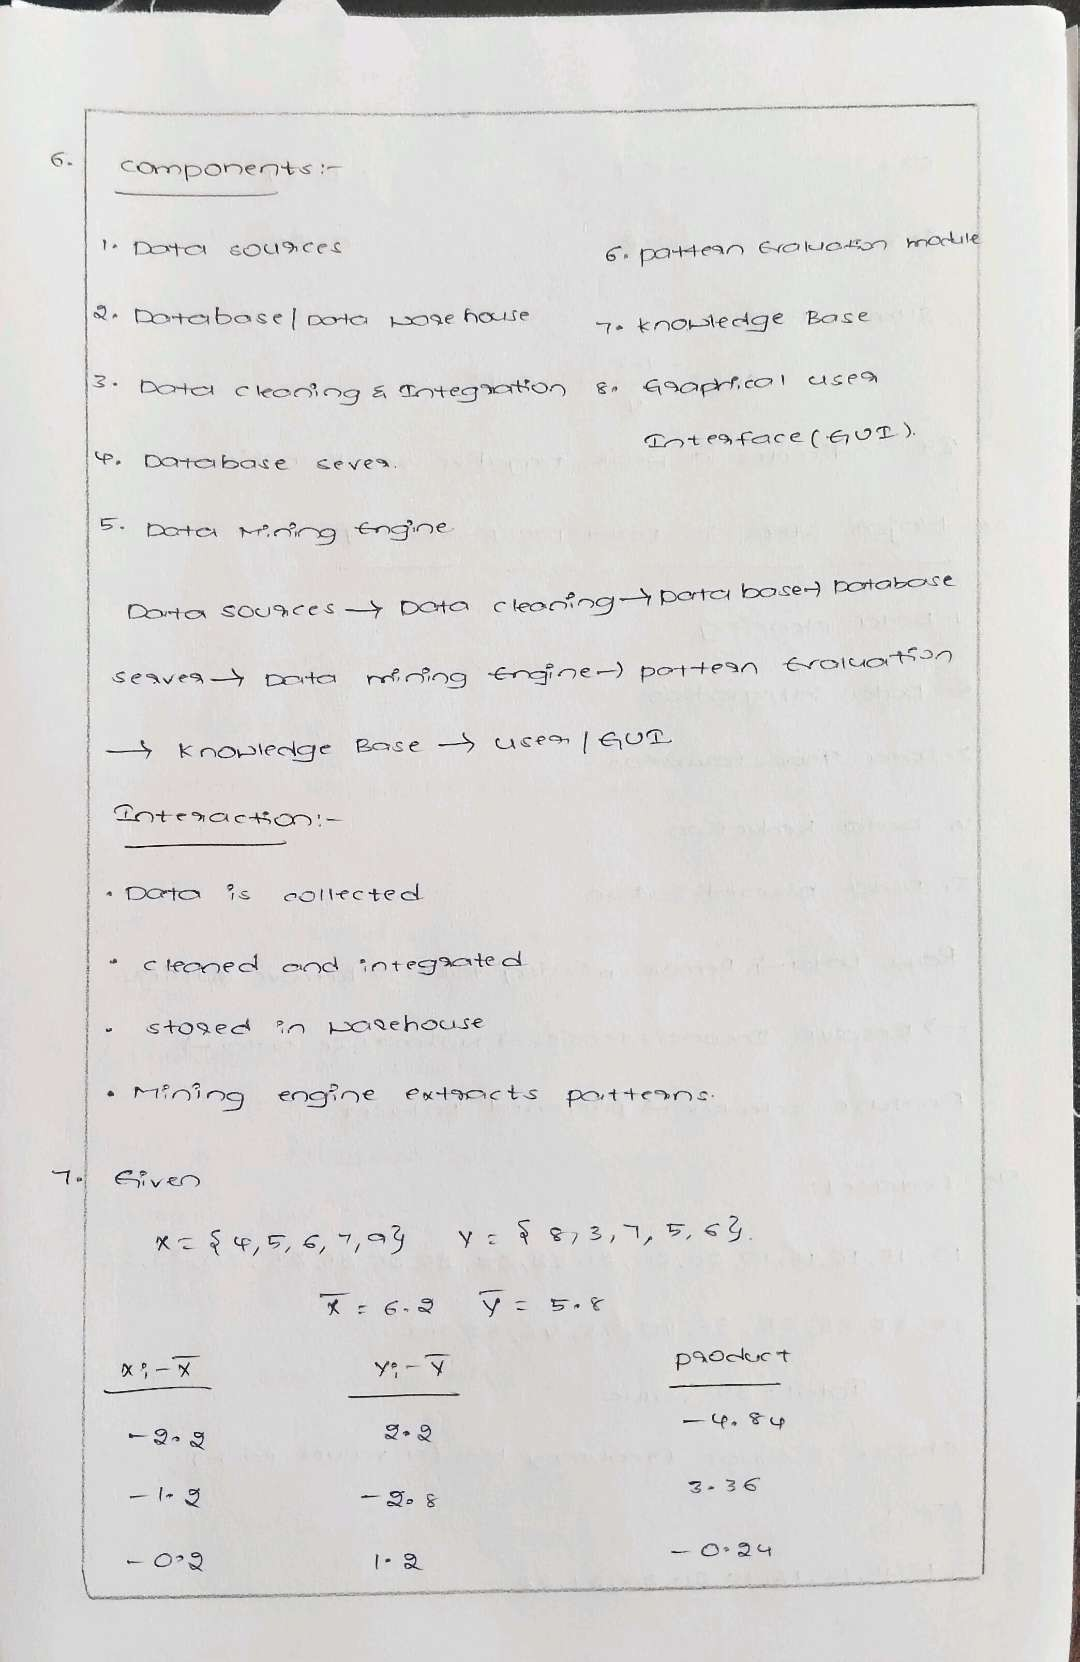 6. Components:-
1. Data sources
6. pattern Evaluation module
2. Database/Data warehouse
7. Knowledge Base
3. Data cleaning & Integration
8. Graphical user
Interface (GUI).
4. Database sever.
5. Data Mining Engine
Data sources → Data cleaning → Data base → Database
server → Data mining Engine → pattern Evaluation
→ Knowledge Base → user / GUI
Interaction:-
• Data is collected
• cleaned and integrated
• stored in warehouse
• Mining engine extracts patterns.
7. Given
x = {4,5,6,7,9} y = {8,3,7,5,6}.
x̅ = 6.2 y̅ = 5.8
xi - x̅ yi - y̅ product
-2.2 2.2 -4.84
-1.2 -2.8 3.36
-0.2 1.2 -0.24